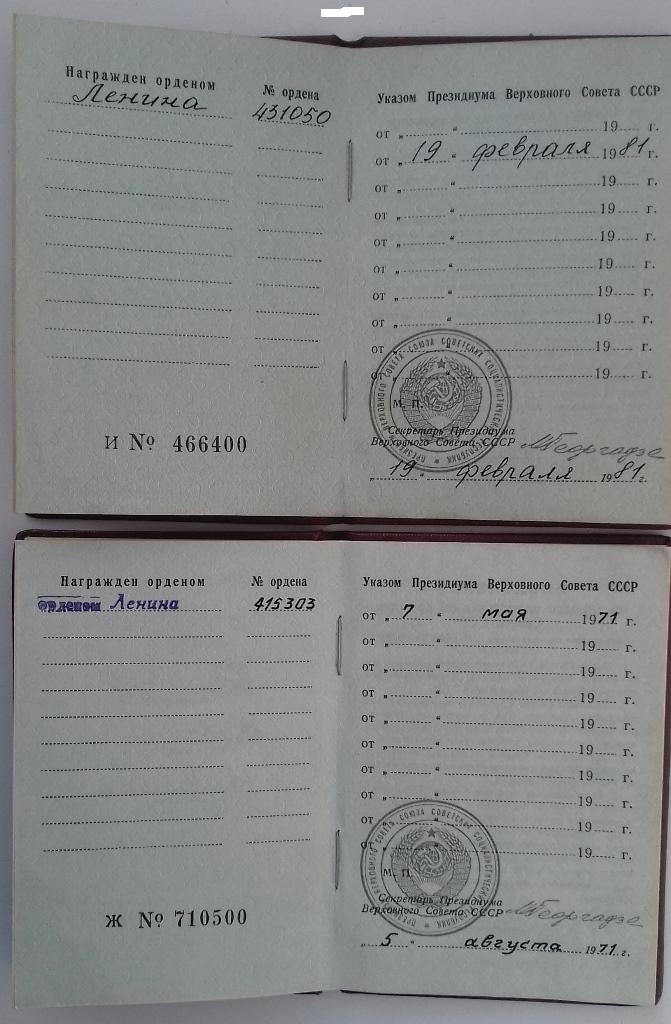 Награжден орденом
Ленина
№ ордена
431050
И № 466400
Указом Президиума Верховного Совета СССР
от „ “ 19 г.
от „ 19 “ февраля 1981 г.
от „ “ 19 г.
от „ “ 19 г.
от „ “ 19 г.
от „ “ 19 г.
от „ “ 19 г.
от „ “ 19 г.
от „ “ 19 г.
от „ “ 19 г.
М. П.
Секретарь Президиума
Верховного Совета СССР МГеоргадзе
„ 19 “ февраля 1981 г.
Награжден орденом
орденом Ленина
№ ордена
415303
Ж № 710500
Указом Президиума Верховного Совета СССР
от „ 7 “ мая 1971 г.
от „ “ 19 г.
от „ “ 19 г.
от „ “ 19 г.
от „ “ 19 г.
от „ “ 19 г.
от „ “ 19 г.
от „ “ 19 г.
от „ “ 19 г.
от „ “ 19 г.
М. П.
Секретарь Президиума
Верховного Совета СССР МГеоргадзе
„ 5 “ августа 1971 г.